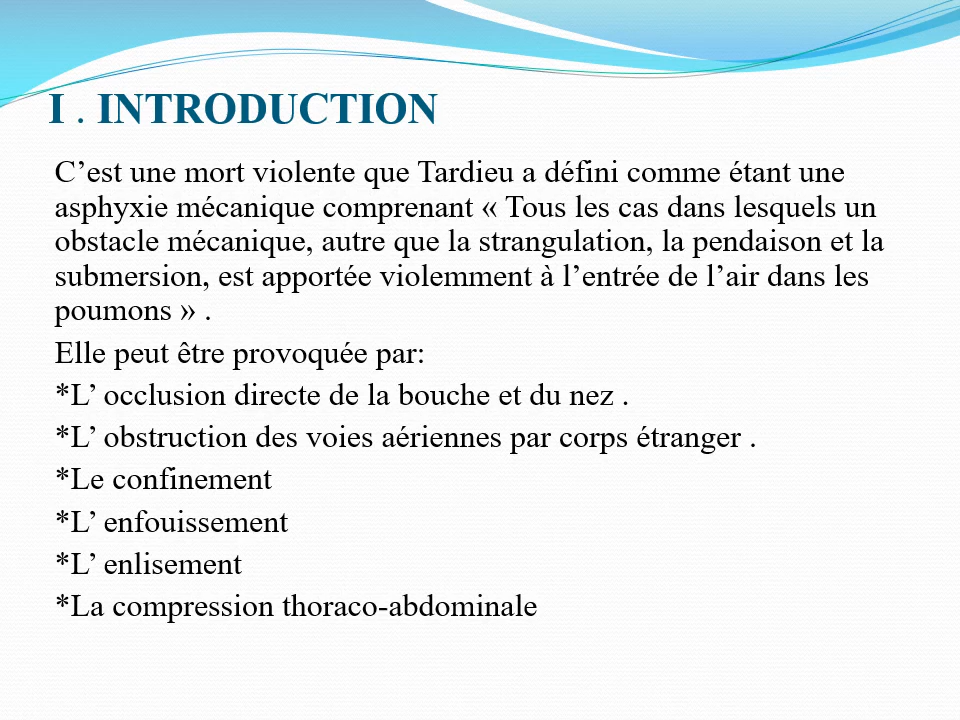 I . INTRODUCTION
C’est une mort violente que Tardieu a défini comme étant une
asphyxie mécanique comprenant « Tous les cas dans lesquels un
obstacle mécanique, autre que la strangulation, la pendaison et la
submersion, est apportée violemment à l’entrée de l’air dans les
poumons » .
Elle peut être provoquée par:
*L’ occlusion directe de la bouche et du nez .
*L’ obstruction des voies aériennes par corps étranger .
*Le confinement
*L’ enfouissement
*L’ enlisement
*La compression thoraco-abdominale